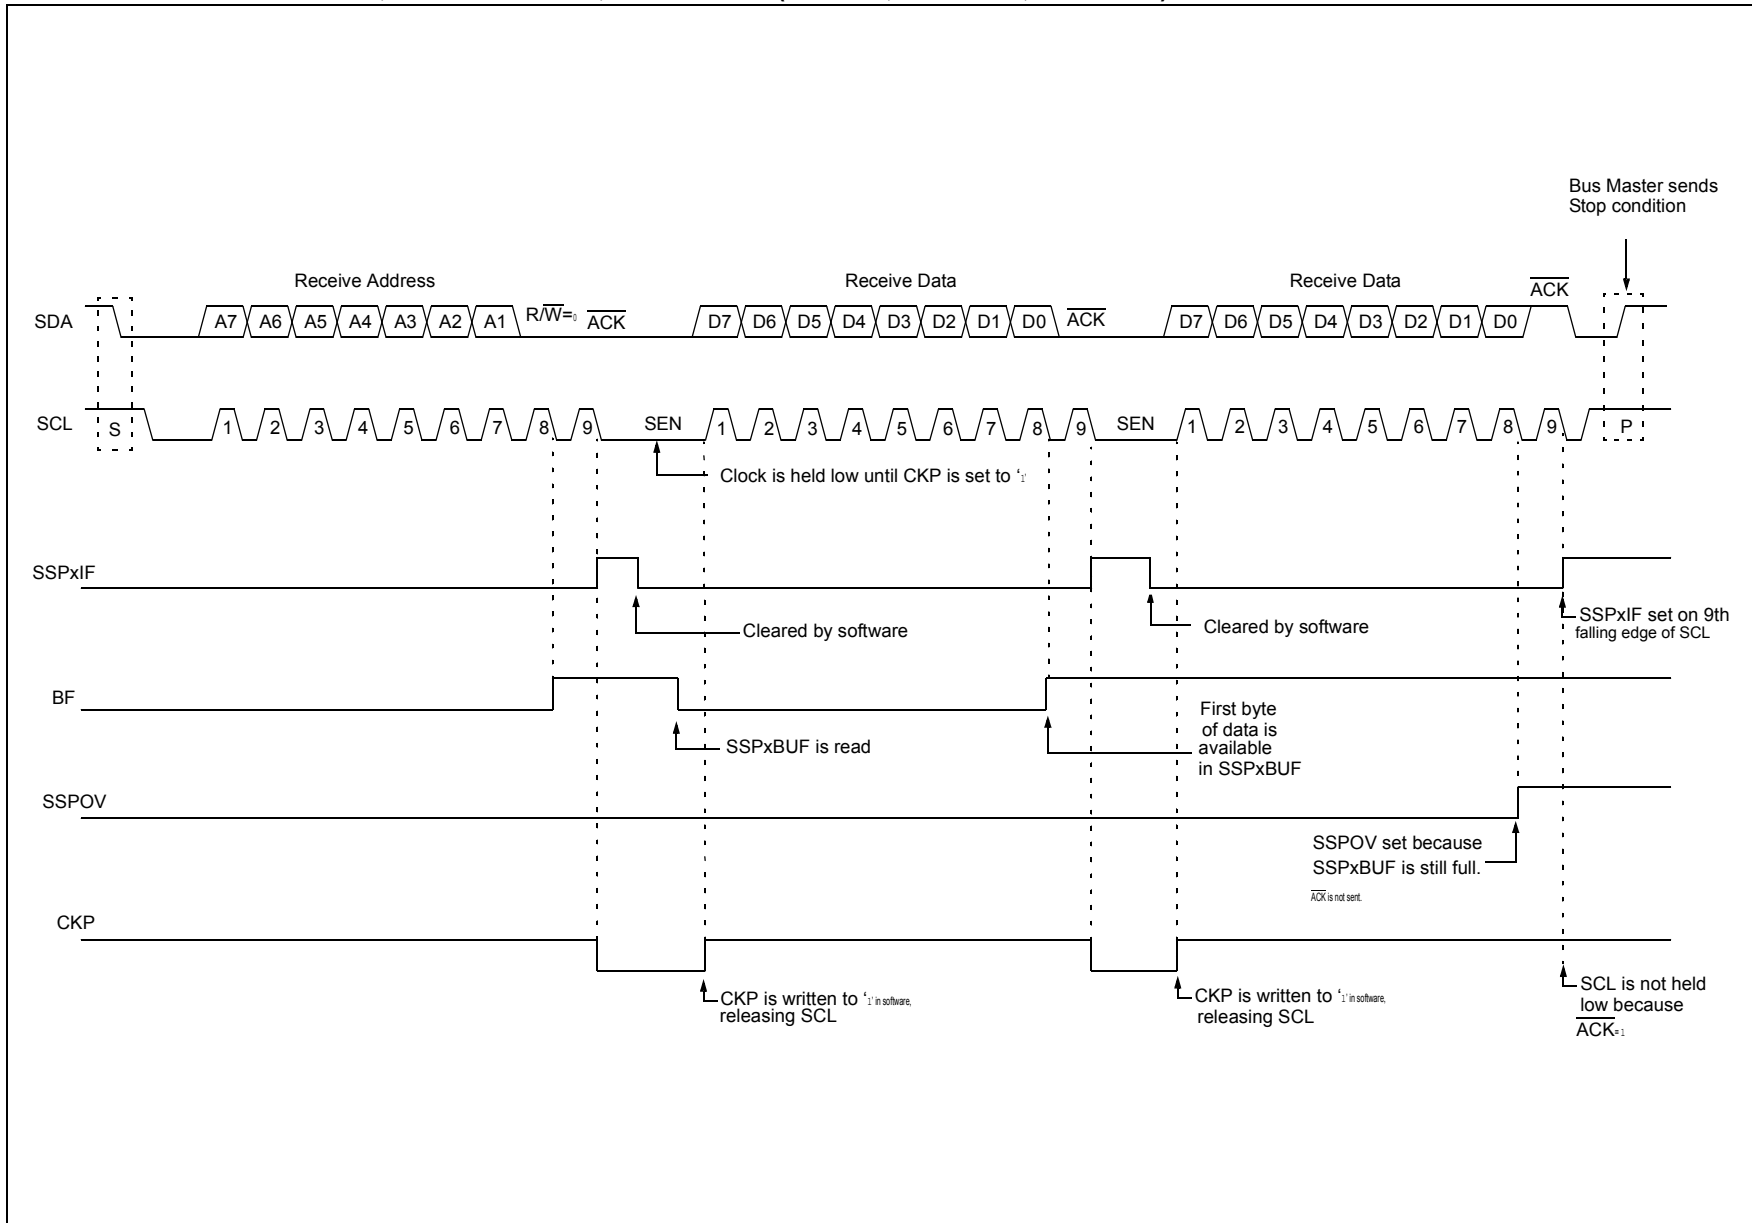 Bus Master sends
Stop condition
Receive Address
Receive Data
Receive Data
ACK
SDA
A7 A6 A5 A4 A3 A2 A1 R/W=0 ACK
D7 D6 D5 D4 D3 D2 D1 D0 ACK
D7 D6 D5 D4 D3 D2 D1 D0
SCL
S
1 2 3 4 5 6 7 8 9 SEN
1 2 3 4 5 6 7 8 9 SEN
1 2 3 4 5 6 7 8 9
P
Clock is held low until CKP is set to ‘1’
SSPxIF
Cleared by software
Cleared by software
SSPxIF set on 9th
falling edge of SCL
BF
SSPxBUF is read
First byte
of data is
available
in SSPxBUF
SSPOV
SSPOV set because
SSPxBUF is still full.
ACK is not sent.
CKP
CKP is written to ‘1’ in software,
releasing SCL
CKP is written to ‘1’ in software,
releasing SCL
SCL is not held
low because
ACK= 1